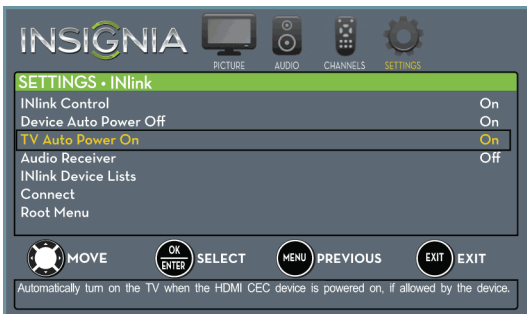 INSIGNIA
PICTURE AUDIO CHANNELS SETTINGS
SETTINGS • INlink
INlink Control On
Device Auto Power Off On
TV Auto Power On On
Audio Receiver Off
INlink Device Lists
Connect
Root Menu
MOVE OK ENTER SELECT MENU PREVIOUS EXIT EXIT
Automatically turn on the TV when the HDMI CEC device is powered on, if allowed by the device.